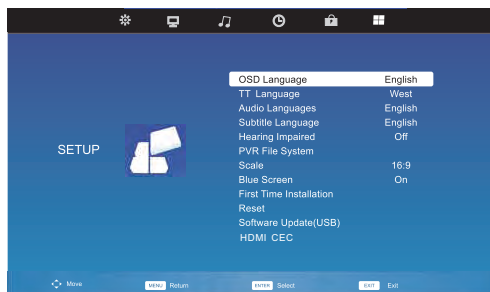 OSD Language English
TT Language West
Audio Languages English
Subtitle Language English
Hearing Impaired Off
SETUP
PVR File System
Scale 16:9
Blue Screen On
First Time Installation
Reset
Software Update(USB)
HDMI CEC
Move MENU Return ENTER Select EXIT Exit